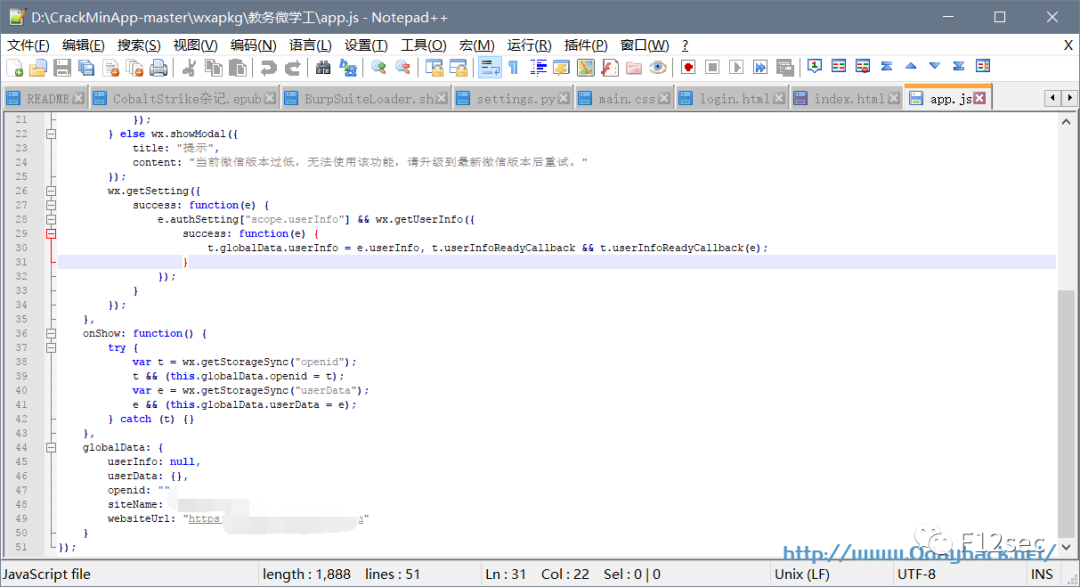 D:\CrackMinApp-master\wxapkg\教务微学工\app.js - Notepad++
文件(F) 编辑(E) 搜索(S) 视图(V) 编码(N) 语言(L) 设置(T) 工具(O) 宏(M) 运行(R) 插件(P) 窗口(W) ? X
README CobaltStrike杂记.epub BurpSuiteLoader.sh settings.py main.css login.html index.html app.js
21 });
22 } else wx.showModal({
23 title: "提示",
24 content: "当前微信版本过低，无法使用该功能，请升级到最新微信版本后重试。"
25 });
26 wx.getSetting({
27 success: function(e) {
28 e.authSetting["scope.userInfo"] && wx.getUserInfo({
29 success: function(e) {
30 t.globalData.userInfo = e.userInfo, t.userInfoReadyCallback && t.userInfoReadyCallback(e);
31 }
32 });
33 }
34 });
35 },
36 onShow: function() {
37 try {
38 var t = wx.getStorageSync("openid");
39 t && (this.globalData.openid = t);
40 var e = wx.getStorageSync("userData");
41 e && (this.globalData.userData = e);
42 } catch (t) {}
43 },
44 globalData: {
45 userInfo: null,
46 userData: {},
47 openid: ""
48 siteName:
49 websiteUrl: "https
50 }
51 });
F12sec
JavaScript file length : 1,888 lines : 51 Ln : 31 Col : 22 Sel : 0 | 0 Unix (LF) UTF-8 INS